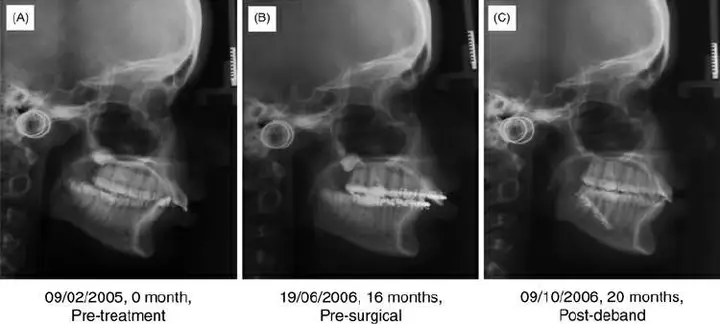 (A)
(B)
(C)
09/02/2005, 0 month,
Pre-treatment
19/06/2006, 16 months,
Pre-surgical
09/10/2006, 20 months,
Post-deband